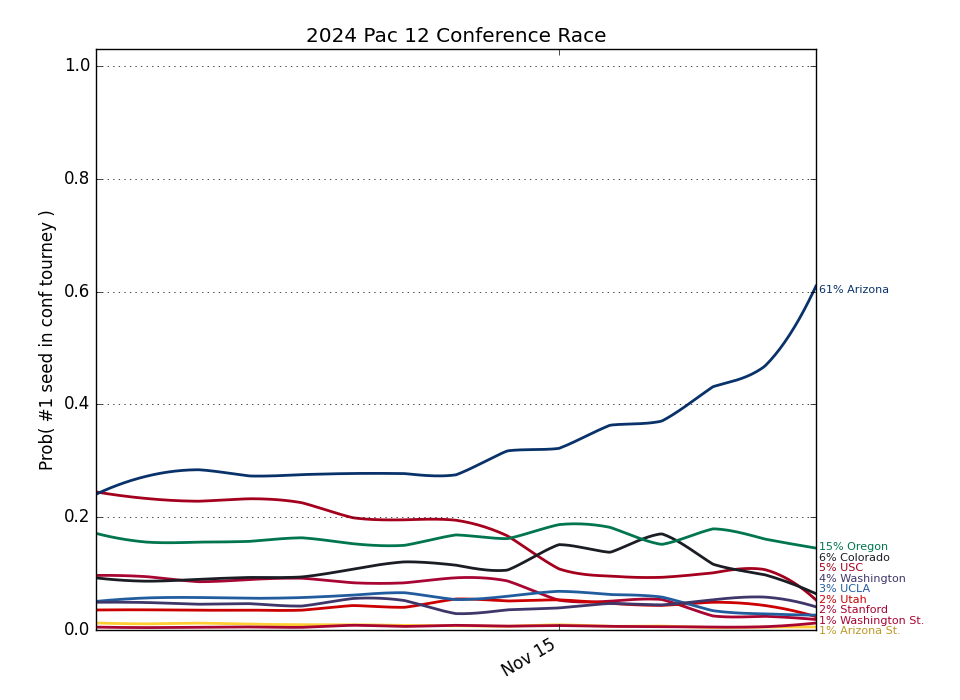 2024 Pac 12 Conference Race
Prob( #1 seed in conf tourney )
1.0
0.8
0.6
0.4
0.2
0.0
Nov 15
61% Arizona
15% Oregon
6% Colorado
5% USC
4% Washington
3% UCLA
2% Utah
2% Stanford
1% Washington St.
1% Arizona St.